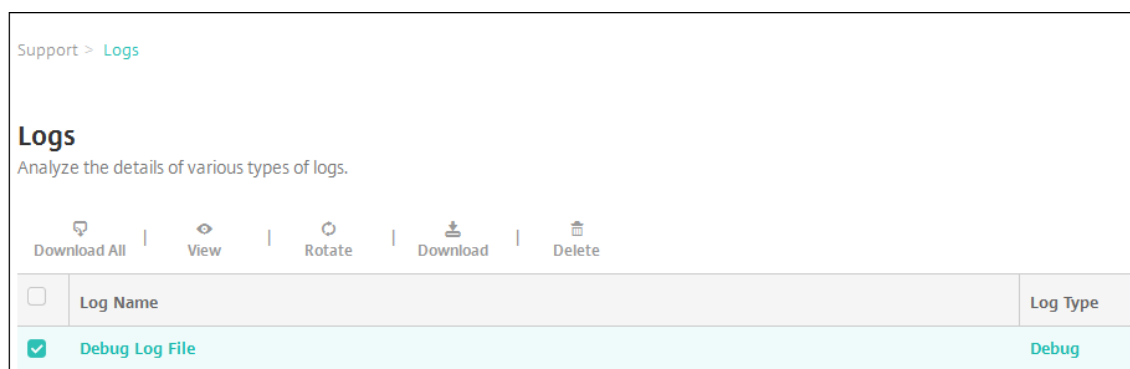 Support > Logs
Logs
Analyze the details of various types of logs.
Download All | View | Rotate | Download | Delete
Log Name Log Type
Debug Log File Debug